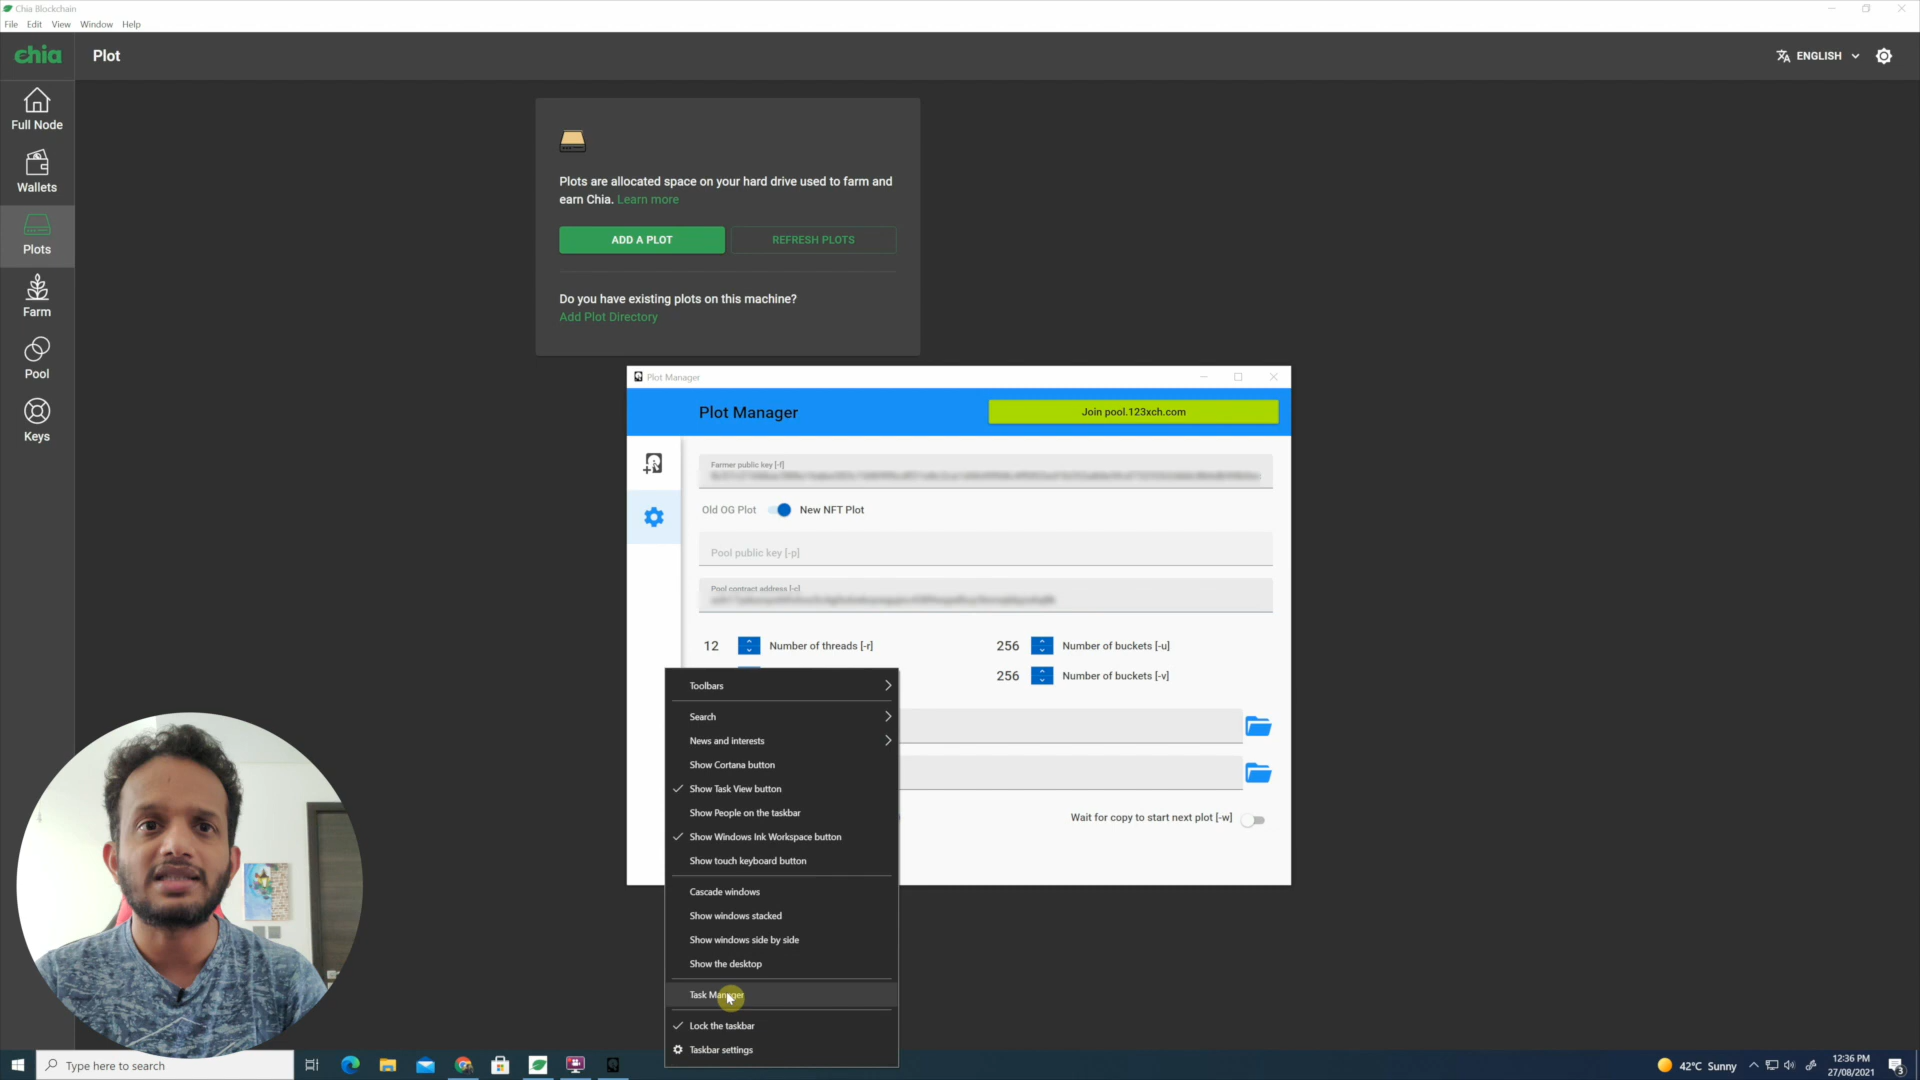 Chia Blockchain
File Edit View Window Help
chia
Plot
ENGLISH
Full Node
Wallets
Plots
Farm
Pool
Keys
Plots are allocated space on your hard drive used to farm and
earn Chia. Learn more
ADD A PLOT
REFRESH PLOTS
Do you have existing plots on this machine?
Add Plot Directory
Plot Manager
Plot Manager
Join pool.123xch.com
Farmer public key [-f]
Old OG Plot
New NFT Plot
Pool public key [-p]
Pool contract address [-c]
12 Number of threads [-r]
256 Number of buckets [-u]
256 Number of buckets [-v]
Wait for copy to start next plot [-w]
Toolbars
Search
News and interests
Show Cortana button
Show Task View button
Show People on the taskbar
Show Windows Ink Workspace button
Show touch keyboard button
Cascade windows
Show windows stacked
Show windows side by side
Show the desktop
Task Manager
Lock the taskbar
Taskbar settings
Type here to search
42°C Sunny
12:36 PM
27/08/2021
3